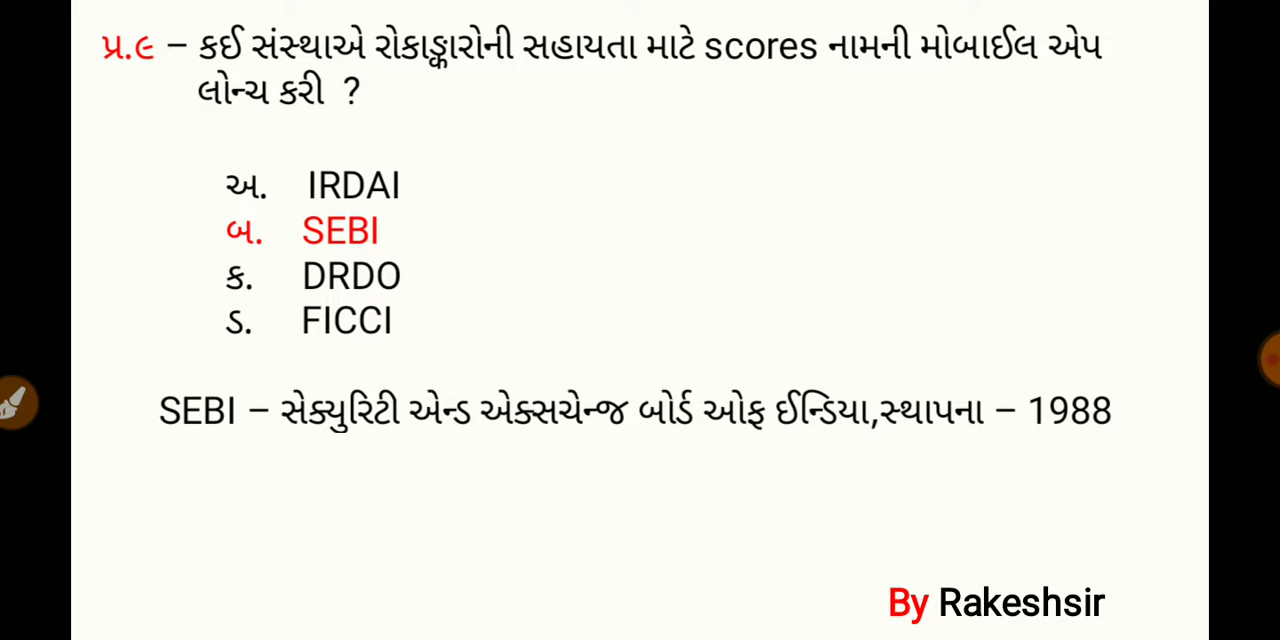 પ્ર.૯ – કઈ સંસ્થાએ રોકાઙ્કારોની સહાયતા માટે scores નામની મોબાઈલ એપ
લોન્ચ કરી ?
અ. IRDAI
બ. SEBI
ક. DRDO
ડ. FICCI
SEBI – સેક્યુરિટી એન્ડ એક્સચેન્જ બોર્ડ ઓફ ઈન્ડિયા,સ્થાપના – 1988
By Rakeshsir